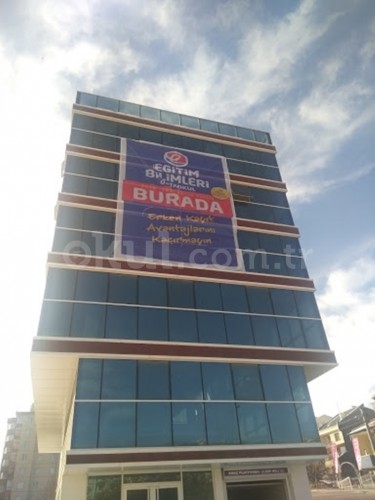 EĞİTİM
BİLİMLERİ
BURADA
Erken Kayıt
Avantajlarını
Kaçırmayın
okul.com.tr